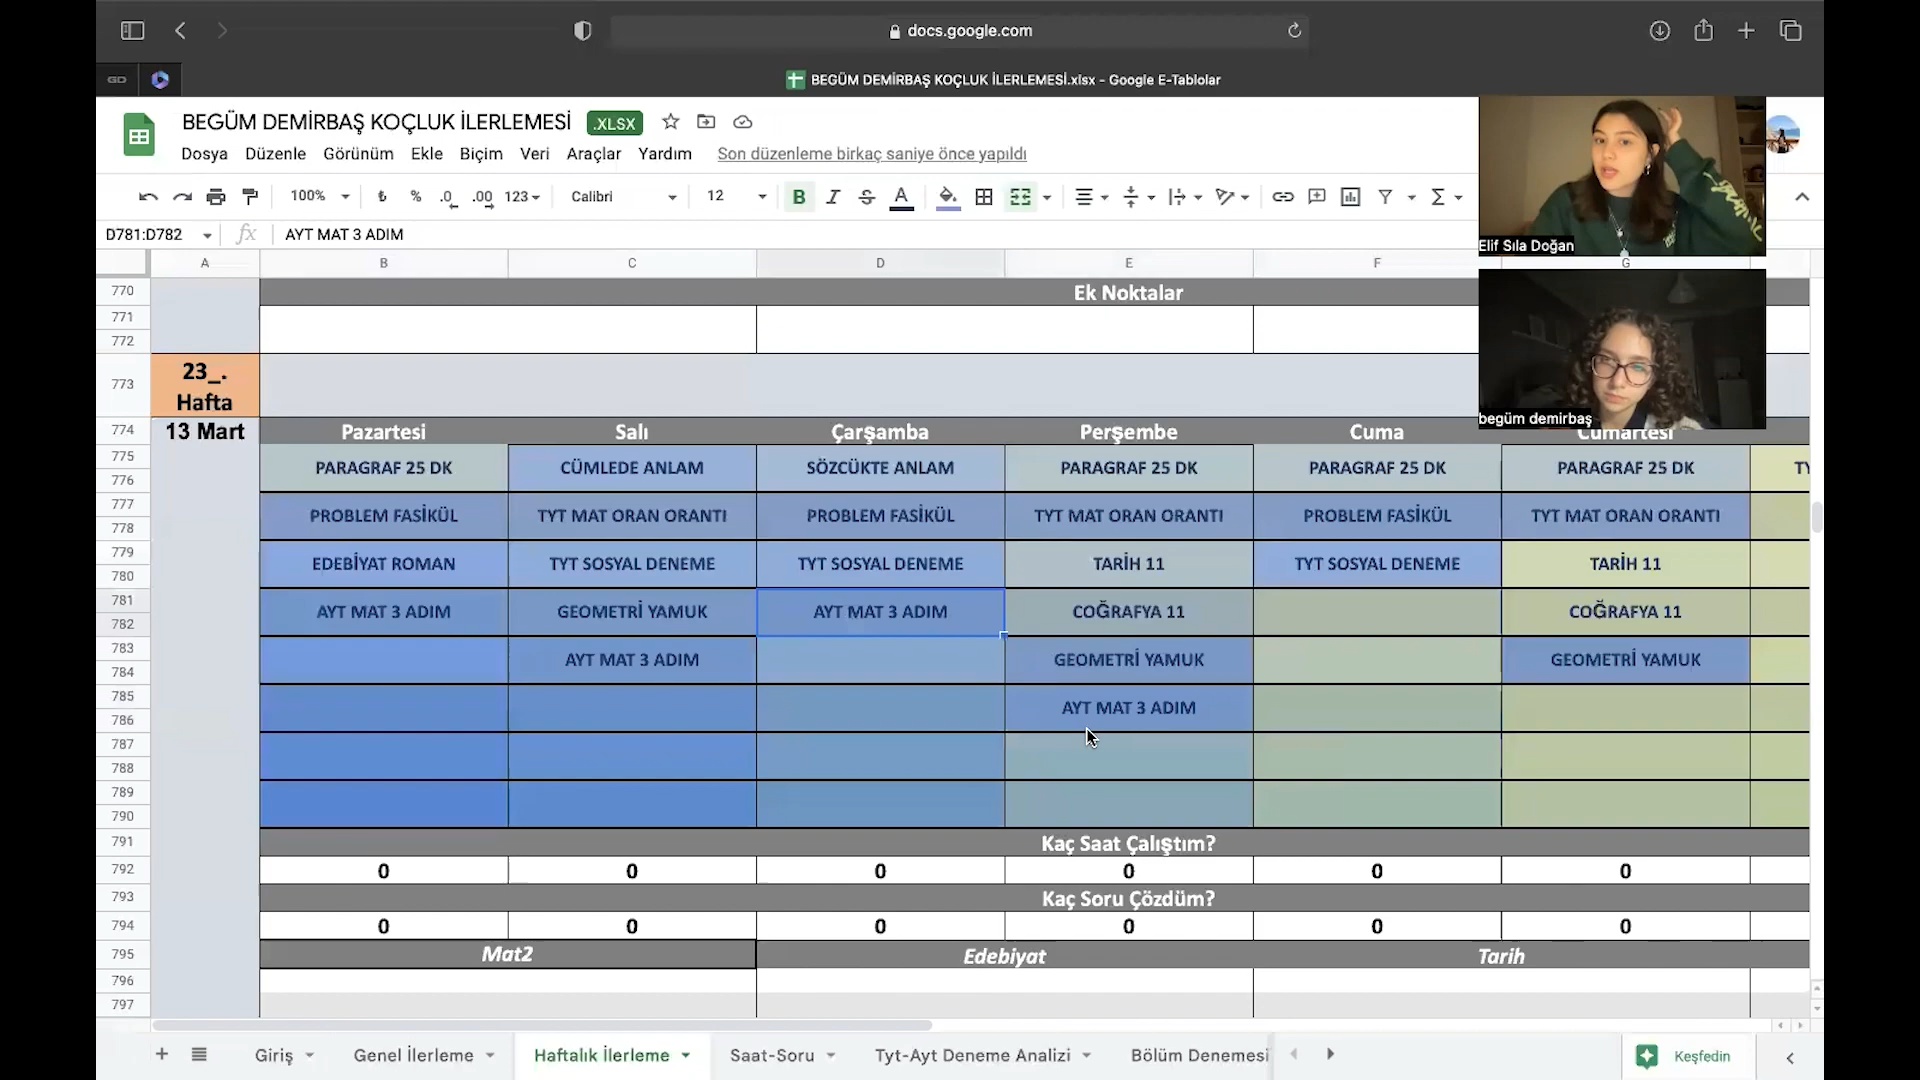 docs.google.com
GD
BEGÜM DEMİRBAŞ KOÇLUK İLERLEMESİ.xlsx - Google E-Tablolar
BEGÜM DEMİRBAŞ KOÇLUK İLERLEMESİ .XLSX
Dosya Düzenle Görünüm Ekle Biçim Veri Araçlar Yardım Son düzenleme birkaç saniye önce yapıldı
100% ₺ % .0 .00 123 Calibri 12 B I S A Σ
Elif Sıla Doğan
D781:D782 fx AYT MAT 3 ADIM
A B C D E F G
770 Ek Noktalar
771
772
773 23_. Hafta
begüm demirbaş
774 13 Mart Pazartesi Salı Çarşamba Perşembe Cuma Cumartesi
775
776 PARAGRAF 25 DK CÜMLEDE ANLAM SÖZCÜKTE ANLAM PARAGRAF 25 DK PARAGRAF 25 DK PARAGRAF 25 DK
777
778 PROBLEM FASİKÜL TYT MAT ORAN ORANTI PROBLEM FASİKÜL TYT MAT ORAN ORANTI PROBLEM FASİKÜL TYT MAT ORAN ORANTI
779
780 EDEBİYAT ROMAN TYT SOSYAL DENEME TYT SOSYAL DENEME TARİH 11 TYT SOSYAL DENEME TARİH 11
781
782 AYT MAT 3 ADIM GEOMETRİ YAMUK AYT MAT 3 ADIM COĞRAFYA 11 COĞRAFYA 11
783
784 AYT MAT 3 ADIM GEOMETRİ YAMUK GEOMETRİ YAMUK
785
786 AYT MAT 3 ADIM
787
788
789
790
791 Kaç Saat Çalıştım?
792 0 0 0 0 0 0
793 Kaç Soru Çözdüm?
794 0 0 0 0 0 0
795 Mat2 Edebiyat Tarih
796
797
Giriş Genel İlerleme Haftalık İlerleme Saat-Soru Tyt-Ayt Deneme Analizi Bölüm Denemesi Keşfedin